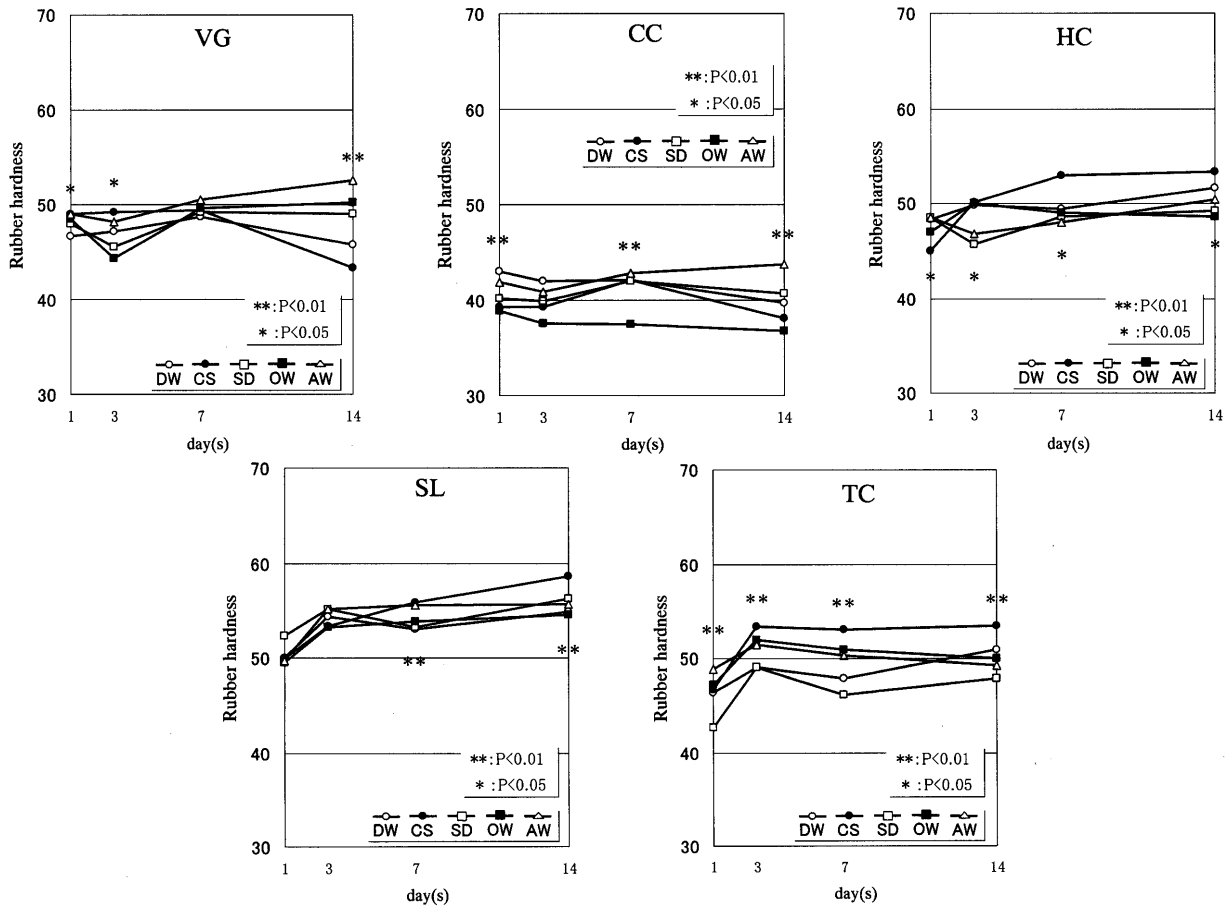 VG
70
60
50
40
30
Rubber hardness
*
*
**
**:P<0.01
*:P<0.05
DW CS SD OW AW
1 3 7 14
day(s)
CC
70
60
50
40
30
Rubber hardness
**:P<0.01
*:P<0.05
DW CS SD OW AW
**
**
**
1 3 7 14
day(s)
HC
70
60
50
40
30
Rubber hardness
*
*
*
*
**:P<0.01
*:P<0.05
DW CS SD OW AW
1 3 7 14
day(s)
SL
70
60
50
40
30
Rubber hardness
**
**
**:P<0.01
*:P<0.05
DW CS SD OW AW
1 3 7 14
day(s)
TC
70
60
50
40
30
Rubber hardness
**
**
**
**
**:P<0.01
*:P<0.05
DW CS SD OW AW
1 3 7 14
day(s)